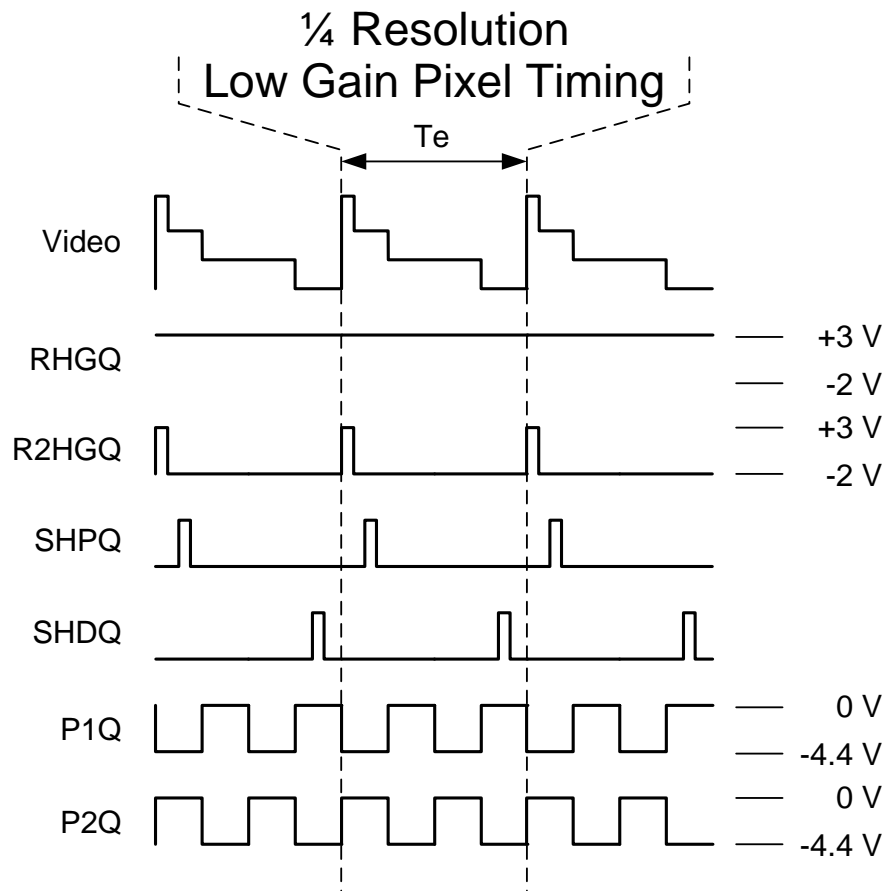 ¼ Resolution
Low Gain Pixel Timing
Te
Video
RHGQ
+3 V
-2 V
R2HGQ
+3 V
-2 V
SHPQ
SHDQ
P1Q
0 V
-4.4 V
P2Q
0 V
-4.4 V